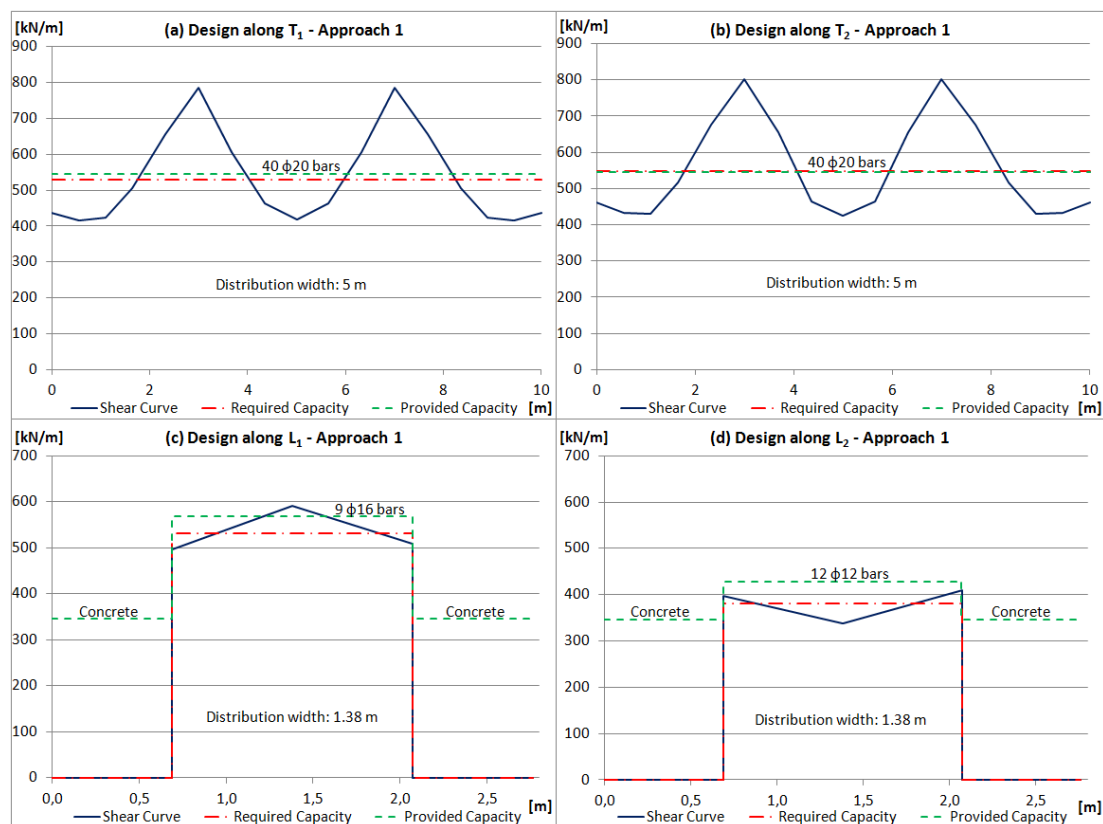 [kN/m]
(a) Design along T1 - Approach 1
900
800
700
600
500
400
300
200
100
0
40 ϕ20 bars
Distribution width: 5 m
0 2 4 6 8 10
Shear Curve Required Capacity Provided Capacity [m]
[kN/m]
(b) Design along T2 - Approach 1
900
800
700
600
500
400
300
200
100
0
40 ϕ20 bars
Distribution width: 5 m
0 2 4 6 8 10
Shear Curve Required Capacity Provided Capacity [m]
[kN/m]
(c) Design along L1 - Approach 1
700
600
500
400
300
200
100
0
9 ϕ16 bars
Concrete Concrete
Distribution width: 1.38 m
0,0 0,5 1,0 1,5 2,0 2,5 [m]
Shear Curve Required Capacity Provided Capacity
[kN/m]
(d) Design along L2 - Approach 1
700
600
500
400
300
200
100
0
12 ϕ12 bars
Concrete Concrete
Distribution width: 1.38 m
0,0 0,5 1,0 1,5 2,0 2,5 [m]
Shear Curve Required Capacity Provided Capacity